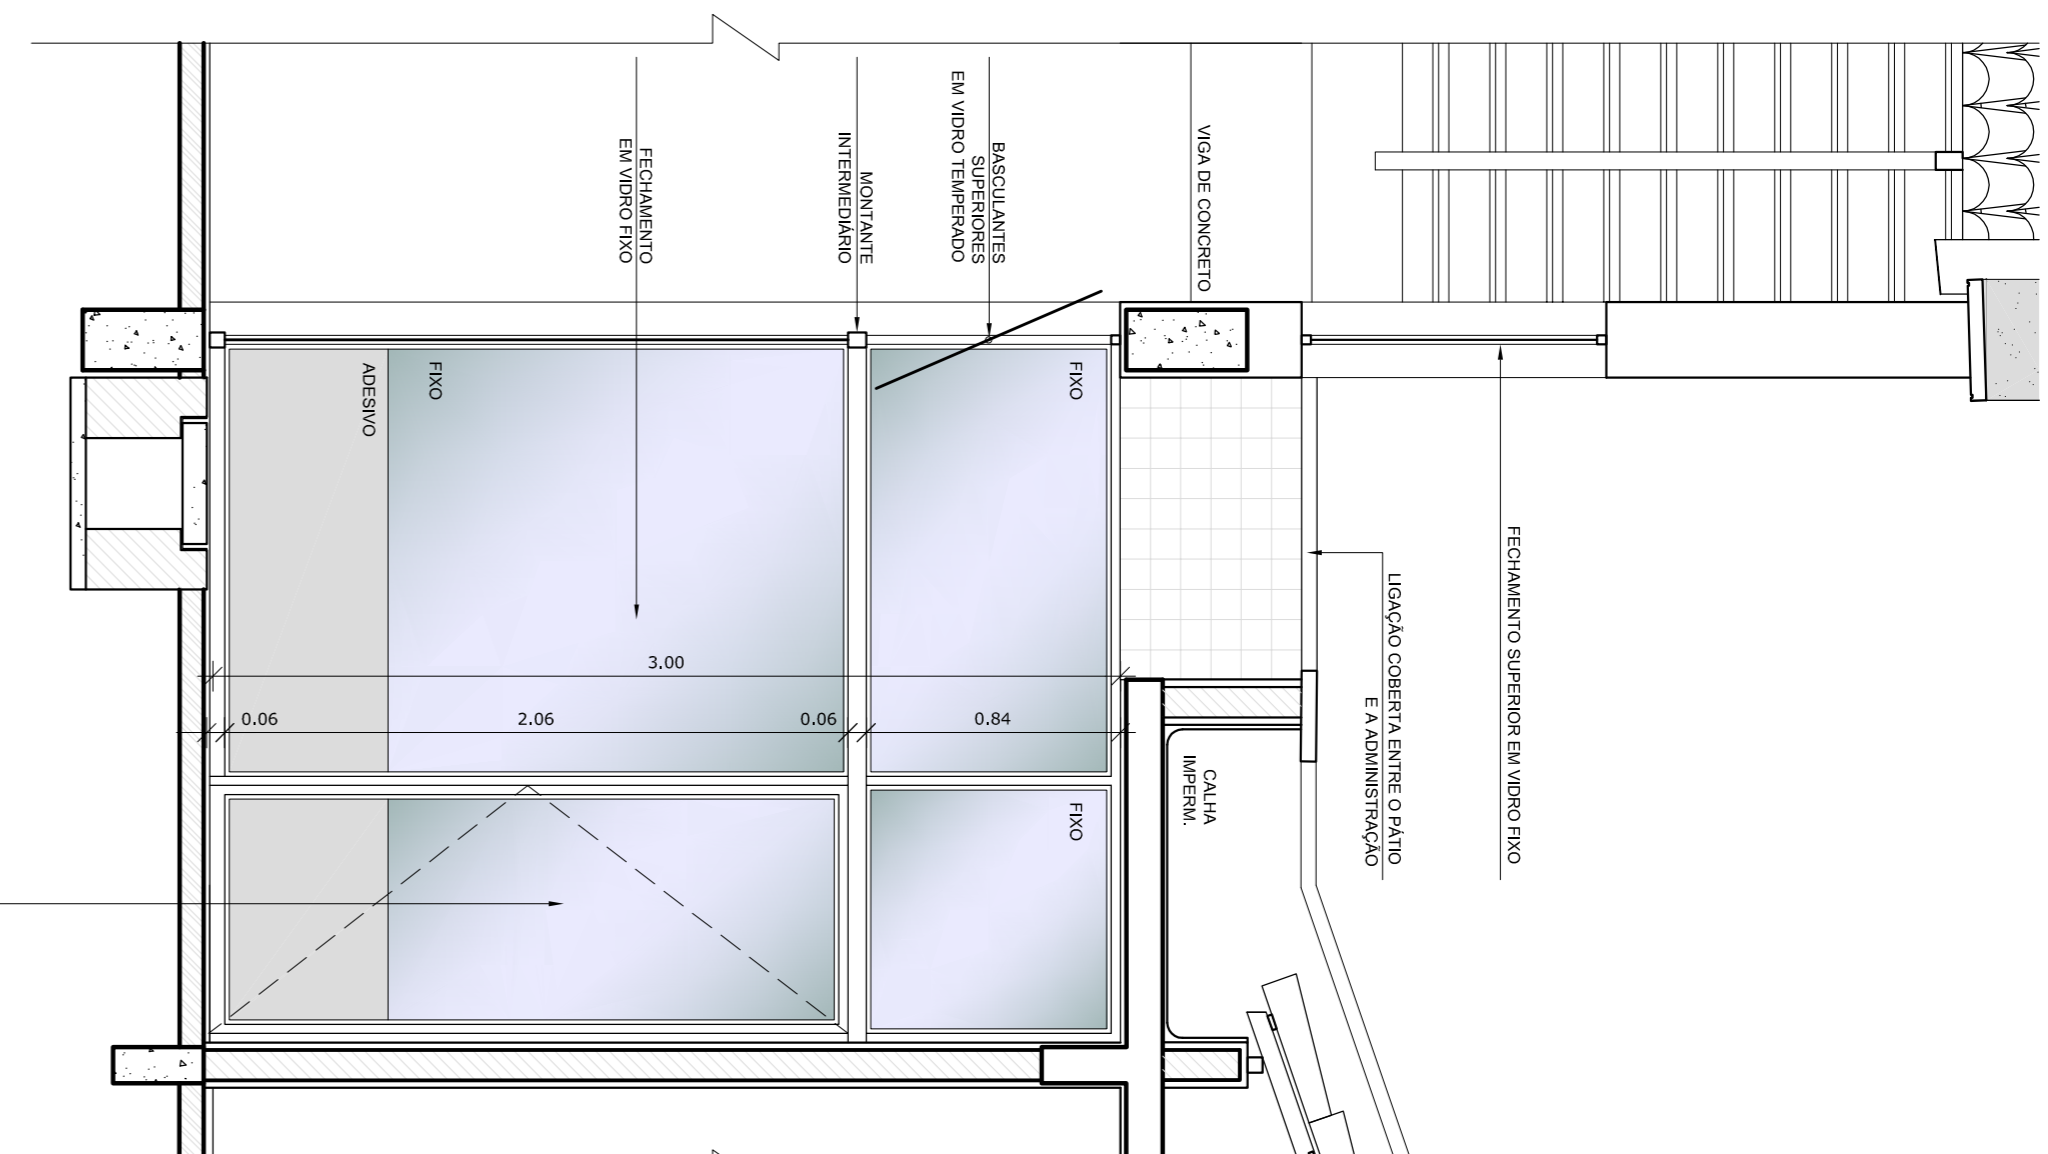 FECHAMENTO
EM VIDRO FIXO
MONTANTE
INTERMEDIÁRIO
BASCULANTES
SUPERIORES
EM VIDRO TEMPERADO
VIGA DE CONCRETO
ADESIVO
FIXO
FIXO
FECHAMENTO SUPERIOR EM VIDRO FIXO
LIGAÇÃO COBERTA ENTRE O PÁTIO
E A ADMINISTRAÇÃO
3.00
0.06
2.06
0.06
0.84
CALHA
IMPERM.
FIXO